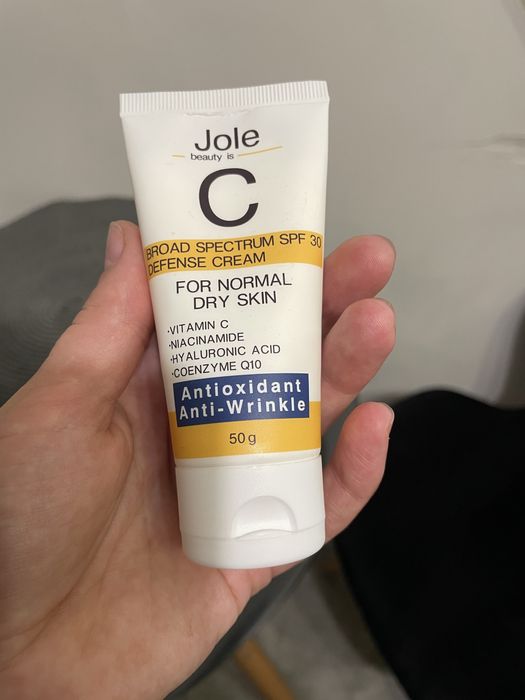 Jole
beauty is
C
BROAD SPECTRUM SPF 30
DEFENSE CREAM
FOR NORMAL
DRY SKIN
·VITAMIN C
·NIACINAMIDE
·HYALURONIC ACID
·COENZYME Q10
Antioxidant
Anti-Wrinkle
50 g